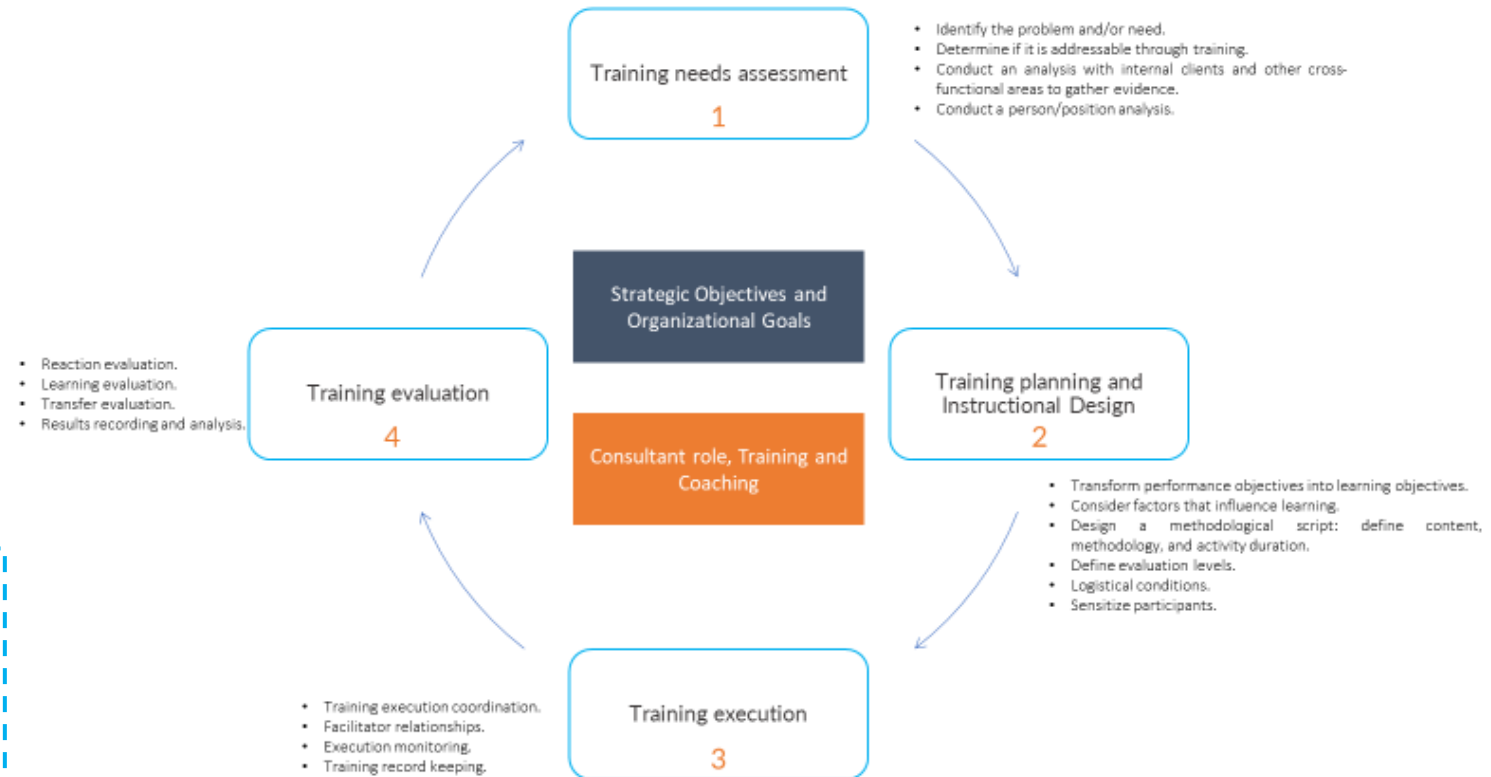 Training needs assessment
1
• Identify the problem and/or need.
• Determine if it is addressable through training.
• Conduct an analysis with internal clients and other cross-
functional areas to gather evidence.
• Conduct a person/position analysis.
Strategic Objectives and
Organizational Goals
Consultant role, Training and
Coaching
Training planning and
Instructional Design
2
• Transform performance objectives into learning objectives.
• Consider factors that influence learning.
• Design a methodological script: define content,
methodology, and activity duration.
• Define evaluation levels.
• Logistical conditions.
• Sensitize participants.
Training execution
3
• Training execution coordination.
• Facilitator relationships.
• Execution monitoring.
• Training record keeping.
Training evaluation
4
• Reaction evaluation.
• Learning evaluation.
• Transfer evaluation.
• Results recording and analysis.